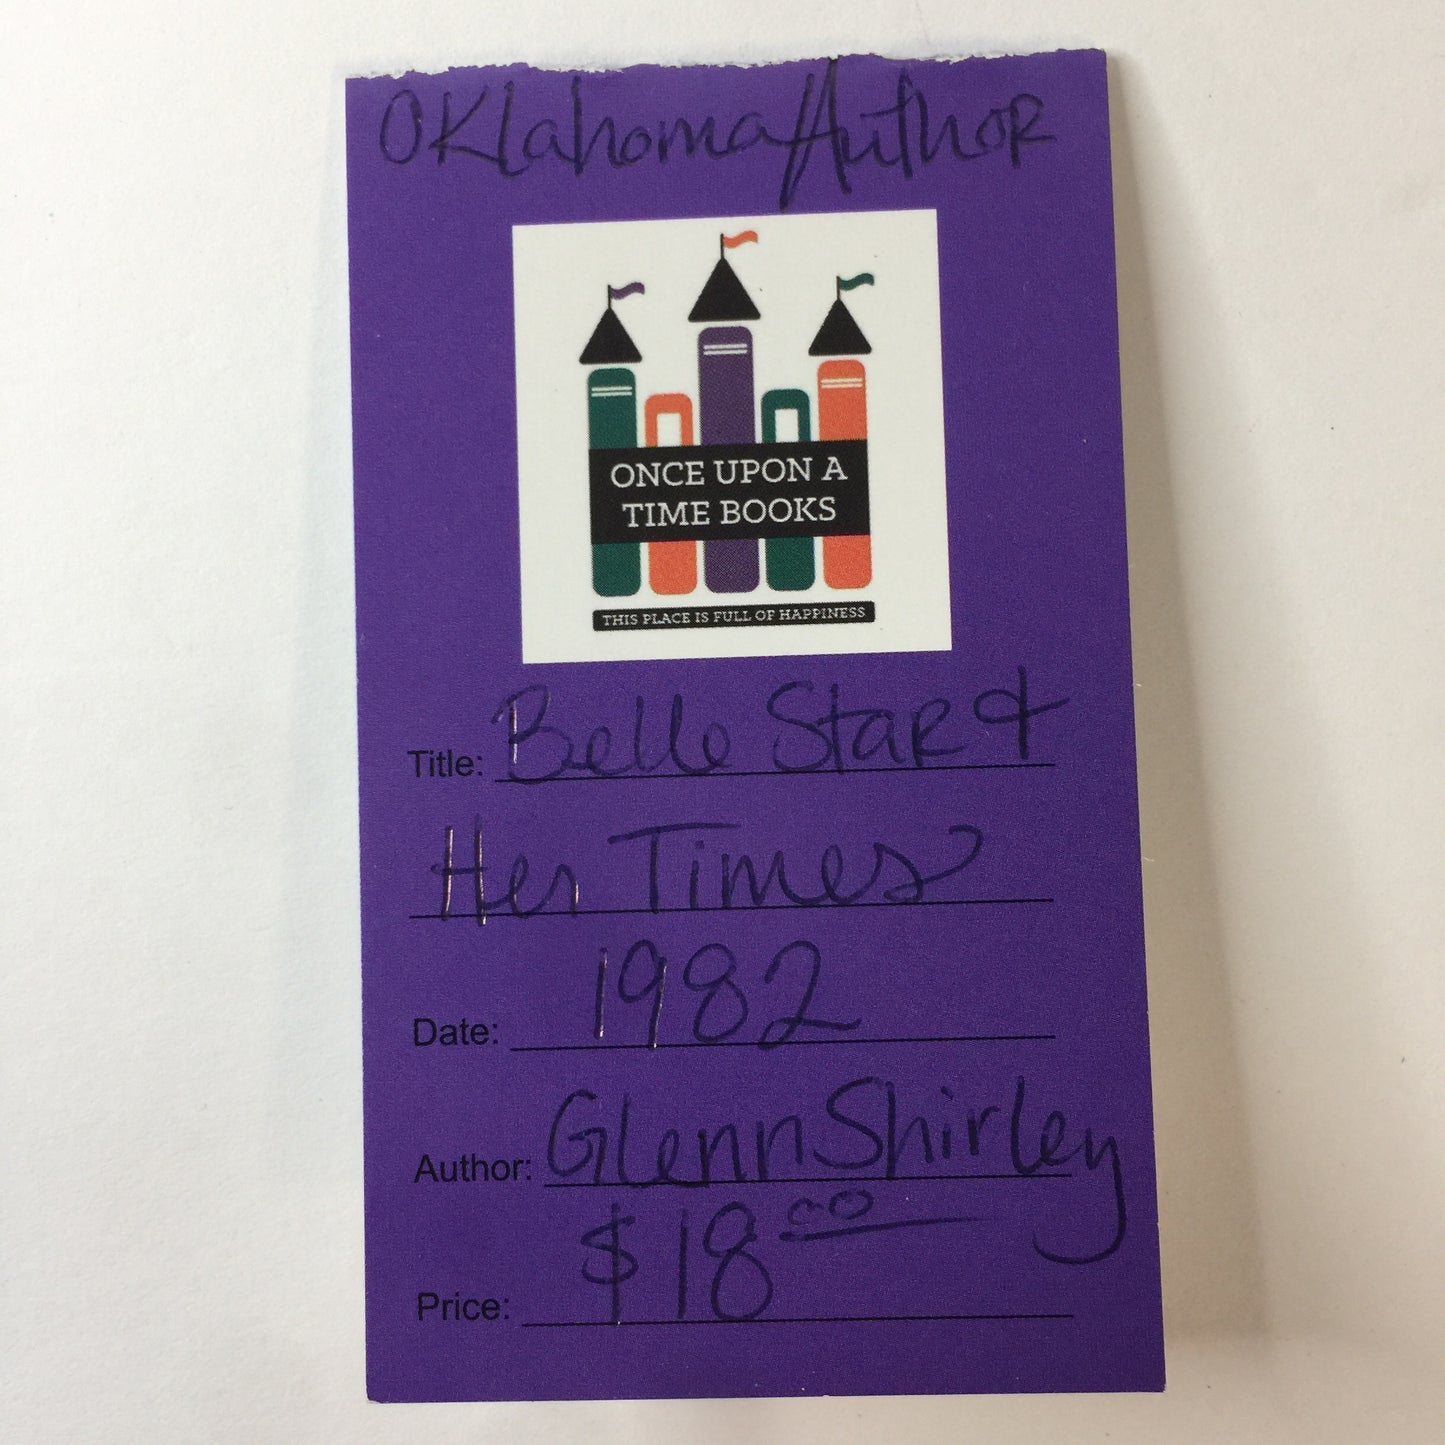 Oklahoma Author
ONCE UPON A
TIME BOOKS
THIS PLACE IS FULL OF HAPPINESS
Title: Belle Star &
Her Times
Date: 1982
Author: Glenn Shirley
Price: $18.00